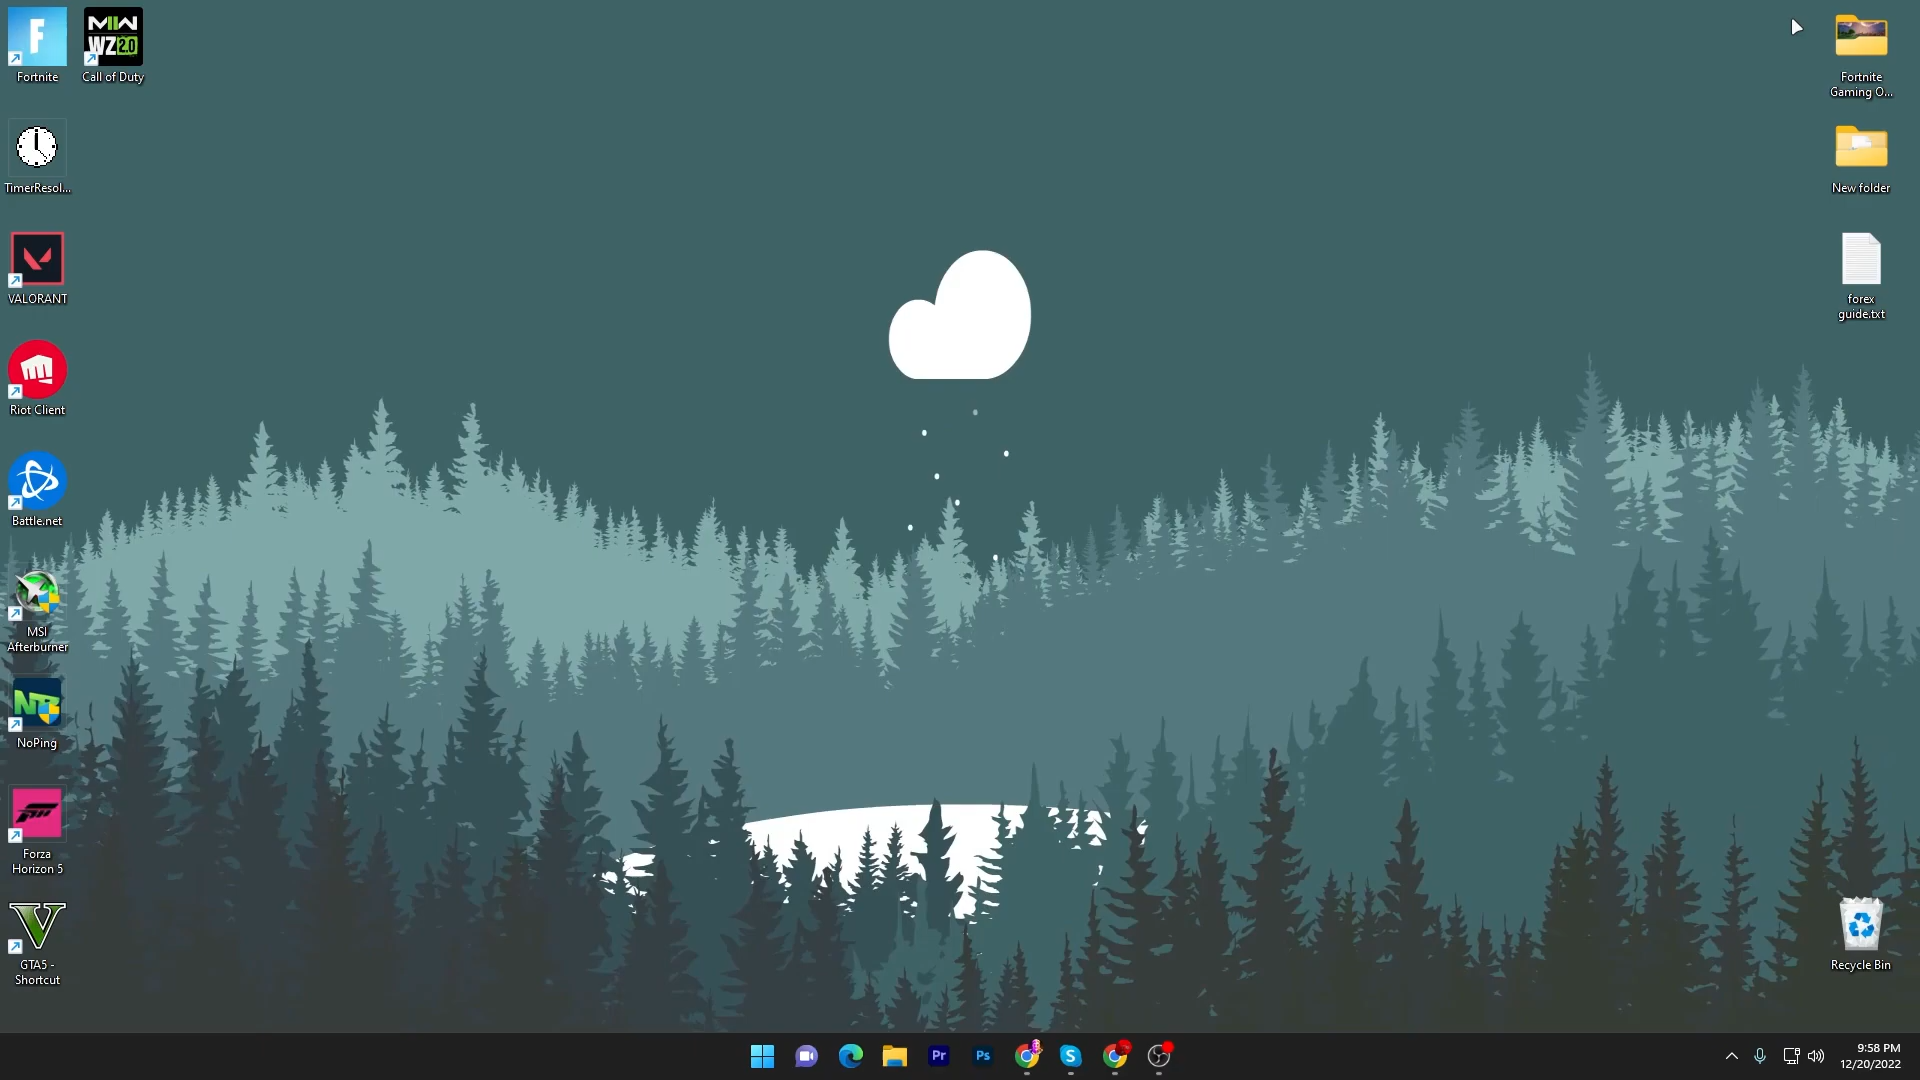 Fortnite
MW
WZ2.0
Call of Duty
TimerResol...
VALORANT
Riot Client
Battle.net
MSI
Afterburner
NoPing
Forza
Horizon 5
GTA5 -
Shortcut
Fortnite
Gaming O...
New folder
forex
guide.txt
Recycle Bin
Pr
Ps
9:58 PM
12/20/2022